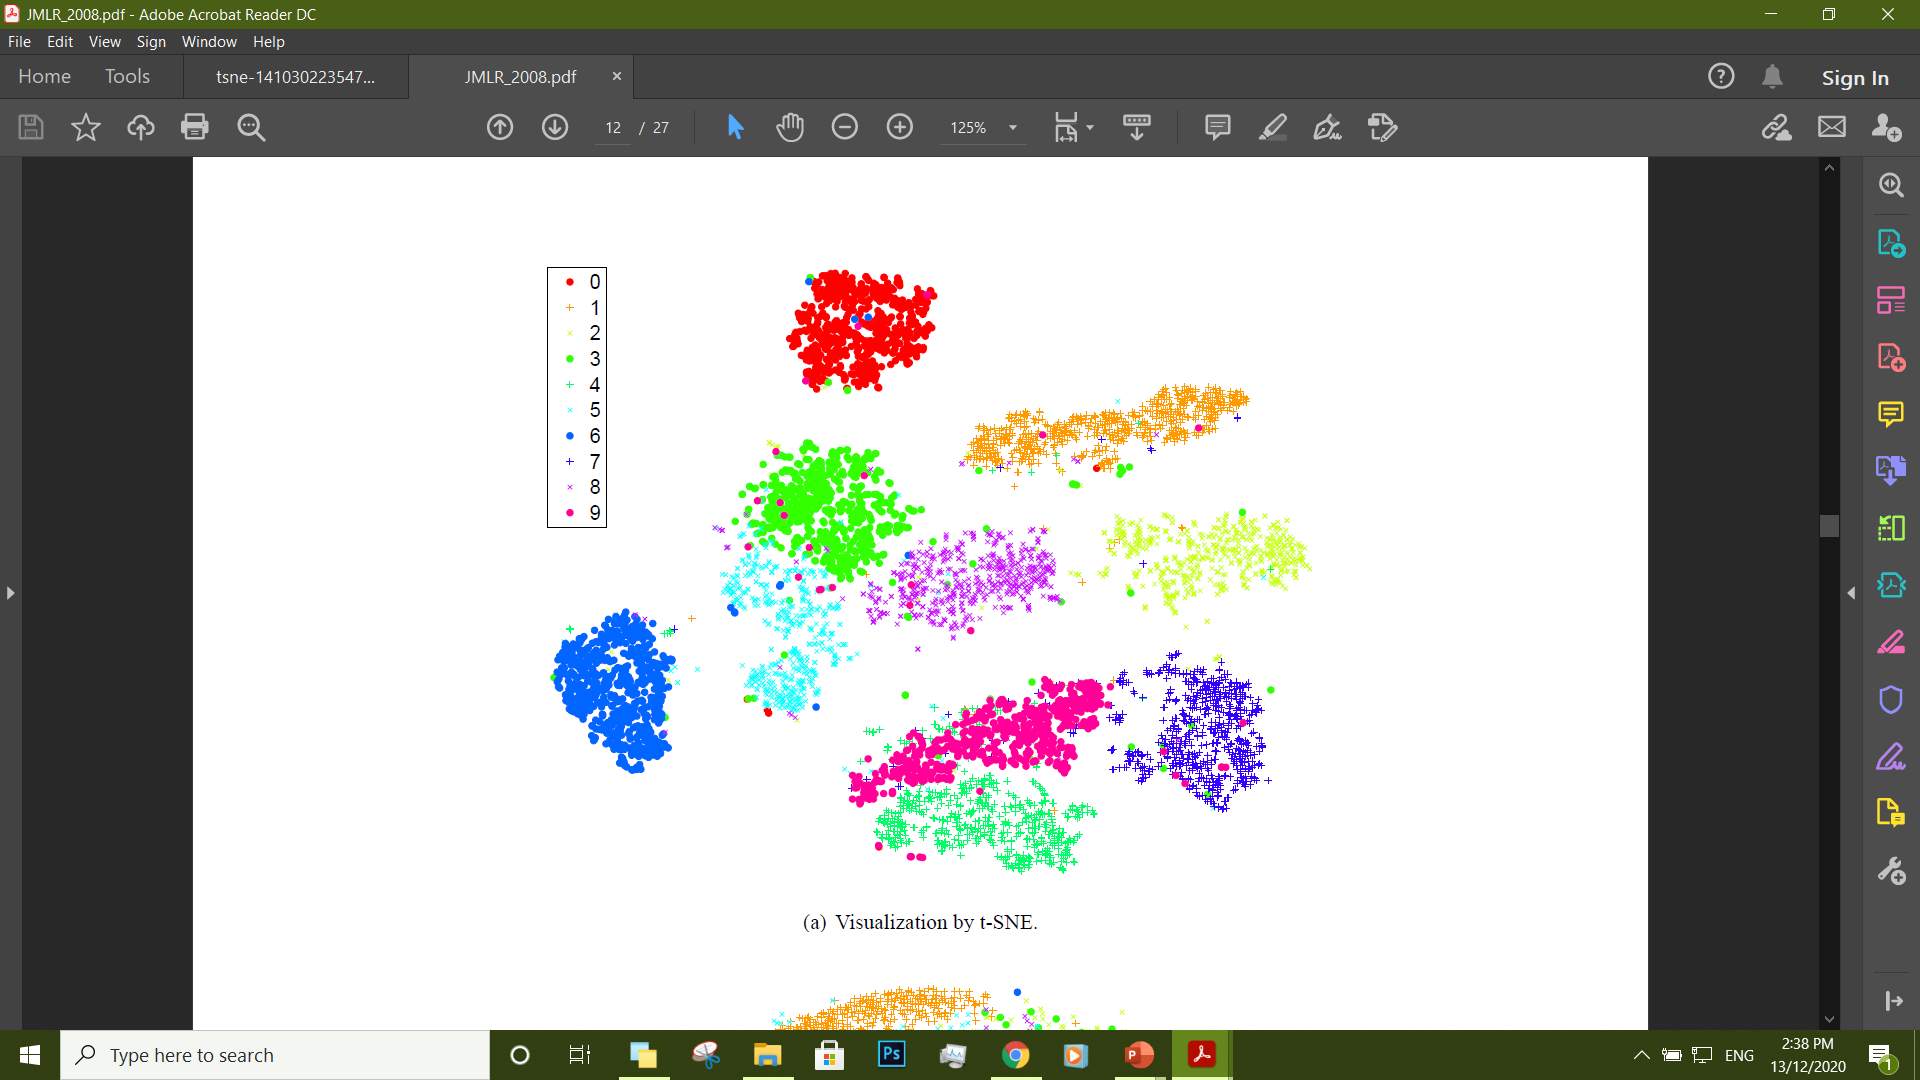 JMLR_2008.pdf - Adobe Acrobat Reader DC
File Edit View Sign Window Help
Home Tools tsne-141030223547... JMLR_2008.pdf × Sign In
12 / 27 125%
0
1
2
3
4
5
6
7
8
9
(a) Visualization by t-SNE.
Type here to search
Ps
P
ENG
2:38 PM
13/12/2020
1